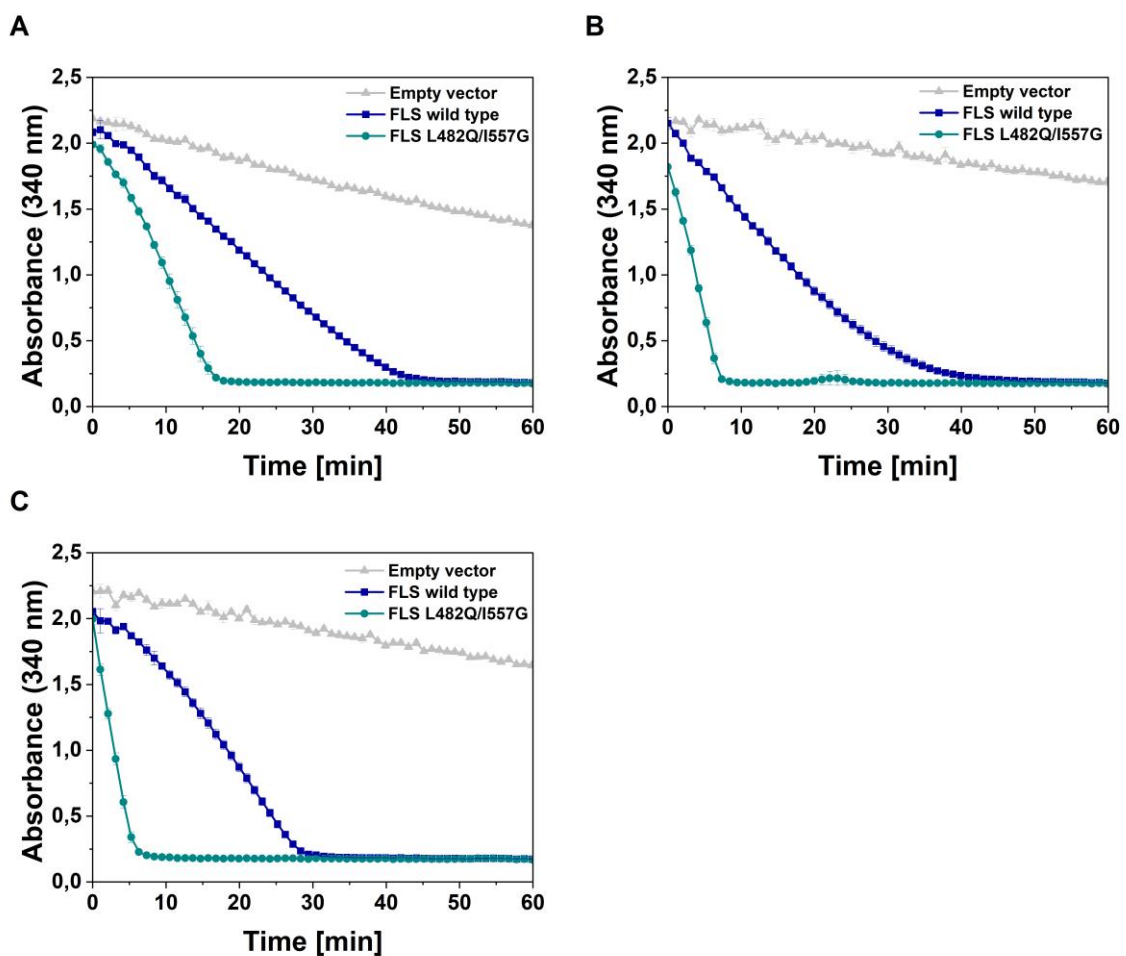 A
Empty vector
FLS wild type
FLS L482Q/I557G
2,5
2,0
1,5
1,0
0,5
0,0
Absorbance (340 nm)
0 10 20 30 40 50 60
Time [min]
B
Empty vector
FLS wild type
FLS L482Q/I557G
2,5
2,0
1,5
1,0
0,5
0,0
Absorbance (340 nm)
0 10 20 30 40 50 60
Time [min]
C
Empty vector
FLS wild type
FLS L482Q/I557G
2,5
2,0
1,5
1,0
0,5
0,0
Absorbance (340 nm)
0 10 20 30 40 50 60
Time [min]